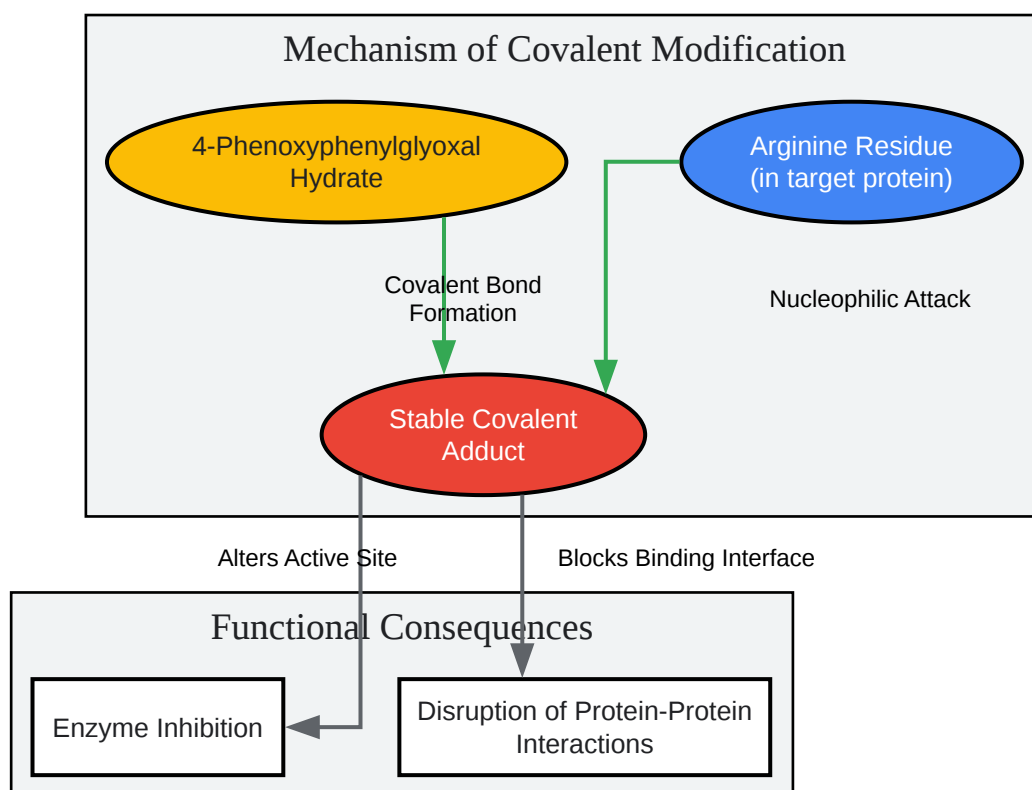 Mechanism of Covalent Modification
4-Phenoxyphenylglyoxal
Hydrate
Arginine Residue
(in target protein)
Covalent Bond
Formation
Nucleophilic Attack
Stable Covalent
Adduct
Alters Active Site
Blocks Binding Interface
Functional Consequences
Enzyme Inhibition
Disruption of Protein-Protein
Interactions